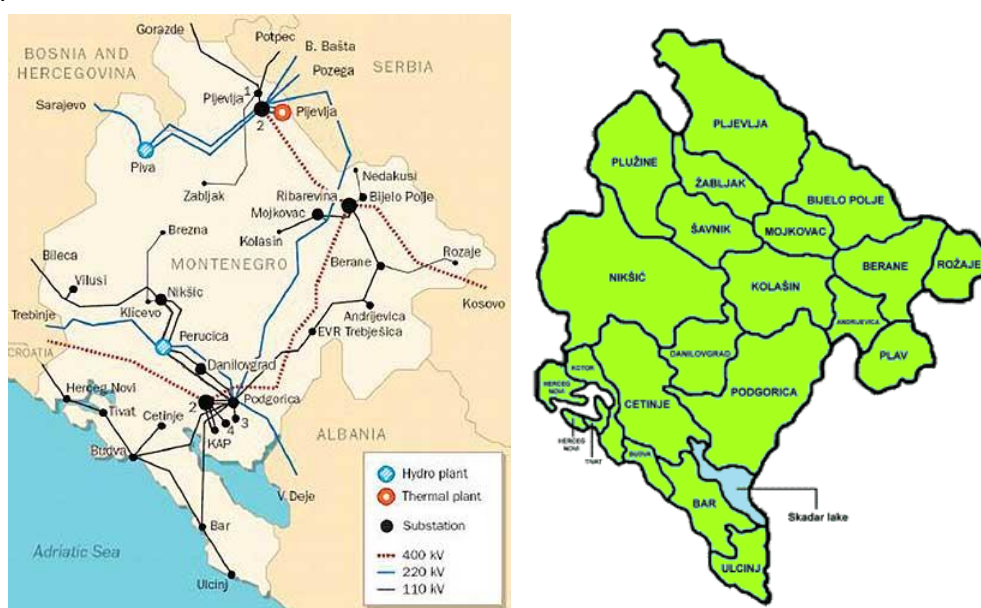 Gorazde
Potpec
B. Bašta
Pozega
BOSNIA AND
HERCEGOVINA
SERBIA
1
Pljevlja
Pljevlja
2
Sarajevo
Piva
Zabljak
Nedakusi
Ribarevina
Bijelo Polje
Mojkovac
Kolasin
Brezna
MONTENEGRO
Berane
Rozaje
Kosovo
Bileca
Vilusi
Nikšic
Klicevo
Trebinje
Perucica
Andrijevica
EVR Trebješica
CROATIA
Danilovgrad
Herceg Novi
Tivat
Cetinje
2
Podgorica
3
4
KAP
Budva
ALBANIA
V. Deje
Bar
Ulcinj
Adriatic Sea
Hydro plant
Thermal plant
Substation
400 kV
220 kV
110 kV
PLJEVLJA
PLUŽINE
ŽABLJAK
BIJELO POLJE
ŠAVNIK
MOJKOVAC
NIKŠIĆ
KOLAŠIN
BERANE
ROŽAJE
ANDRIJEVICA
PLAV
DANILOVGRAD
KOTOR
HERCEG
NOVI
CETINJE
PODGORICA
HERCEG
NOVI
TIVAT
BUDVA
BAR
Skadar lake
ULCINJ